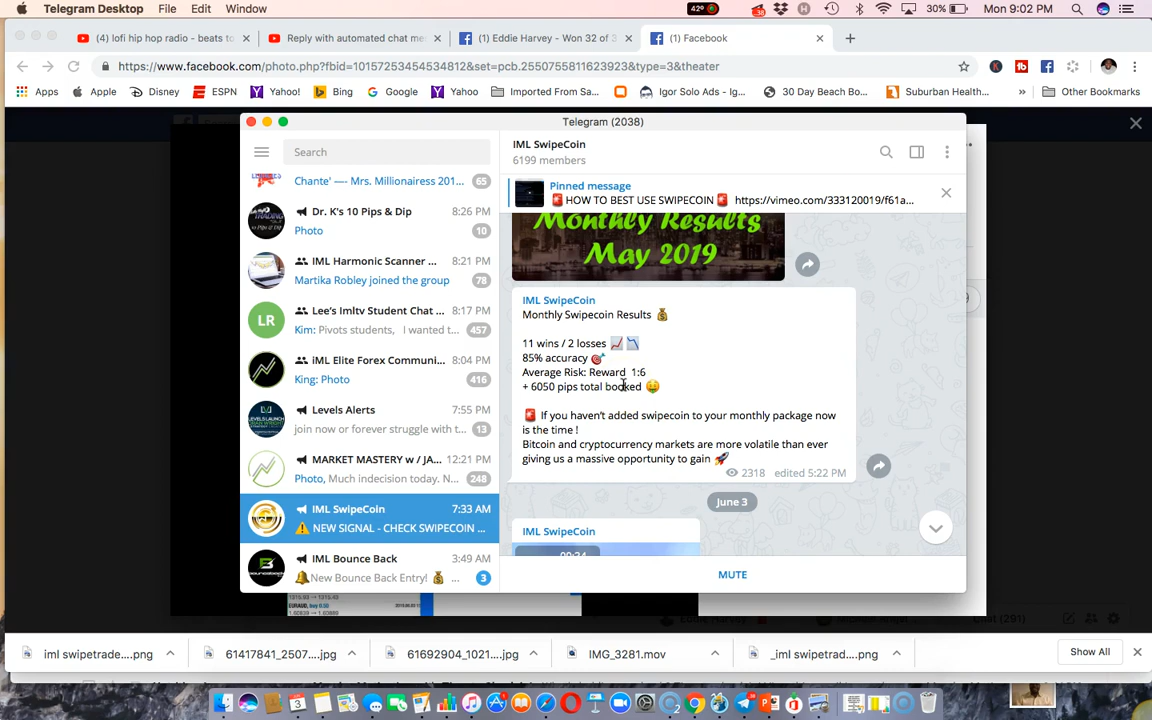 Telegram Desktop File Edit Window
42° 30% Mon 9:02 PM
(4) lofi hip hop radio - beats to
Reply with automated chat me
(1) Eddie Harvey - Won 32 of 3
(1) Facebook
https://www.facebook.com/photo.php?fbid=10157253454534812&set=pcb.2550755811623923&type=3&theater
Apps Apple Disney ESPN Yahoo! Bing Google Yahoo Imported From Sa... Igor Solo Ads - Ig... 30 Day Beach Bo... Suburban Health... » Other Bookmarks
Telegram (2038)
Search
Chante' —- Mrs. Millionairess 201... 65
Dr. K's 10 Pips & Dip 8:26 PM
Photo 10
IML Harmonic Scanner ... 8:21 PM
Martika Robley joined the group 78
LR
Lee's Imltv Student Chat ... 8:17 PM
Kim: Pivots students, I wanted t... 457
iML Elite Forex Communi... 8:04 PM
King: Photo 416
Levels Alerts 7:55 PM
join now or forever struggle with t... 13
MARKET MASTERY w / JA... 12:21 PM
Photo, Much indecision today. N... 248
IML SwipeCoin 7:33 AM
NEW SIGNAL - CHECK SWIPECOIN ...
IML Bounce Back 3:49 AM
New Bounce Back Entry! ... 3
IML SwipeCoin
6199 members
Pinned message
HOW TO BEST USE SWIPECOIN https://vimeo.com/333120019/f61a...
Monthly Results
May 2019
IML SwipeCoin
Monthly Swipecoin Results
11 wins / 2 losses
85% accuracy
Average Risk: Reward 1:6
+ 6050 pips total booked
If you haven't added swipecoin to your monthly package now
is the time !
Bitcoin and cryptocurrency markets are more volatile than ever
giving us a massive opportunity to gain
2318 edited 5:22 PM
June 3
IML SwipeCoin
00:24
MUTE
EURAUD, buy 0.50
iml swipetrade....png
61417841_2507....jpg
61692904_1021....jpg
IMG_3281.mov
_iml swipetrad....png
Show All